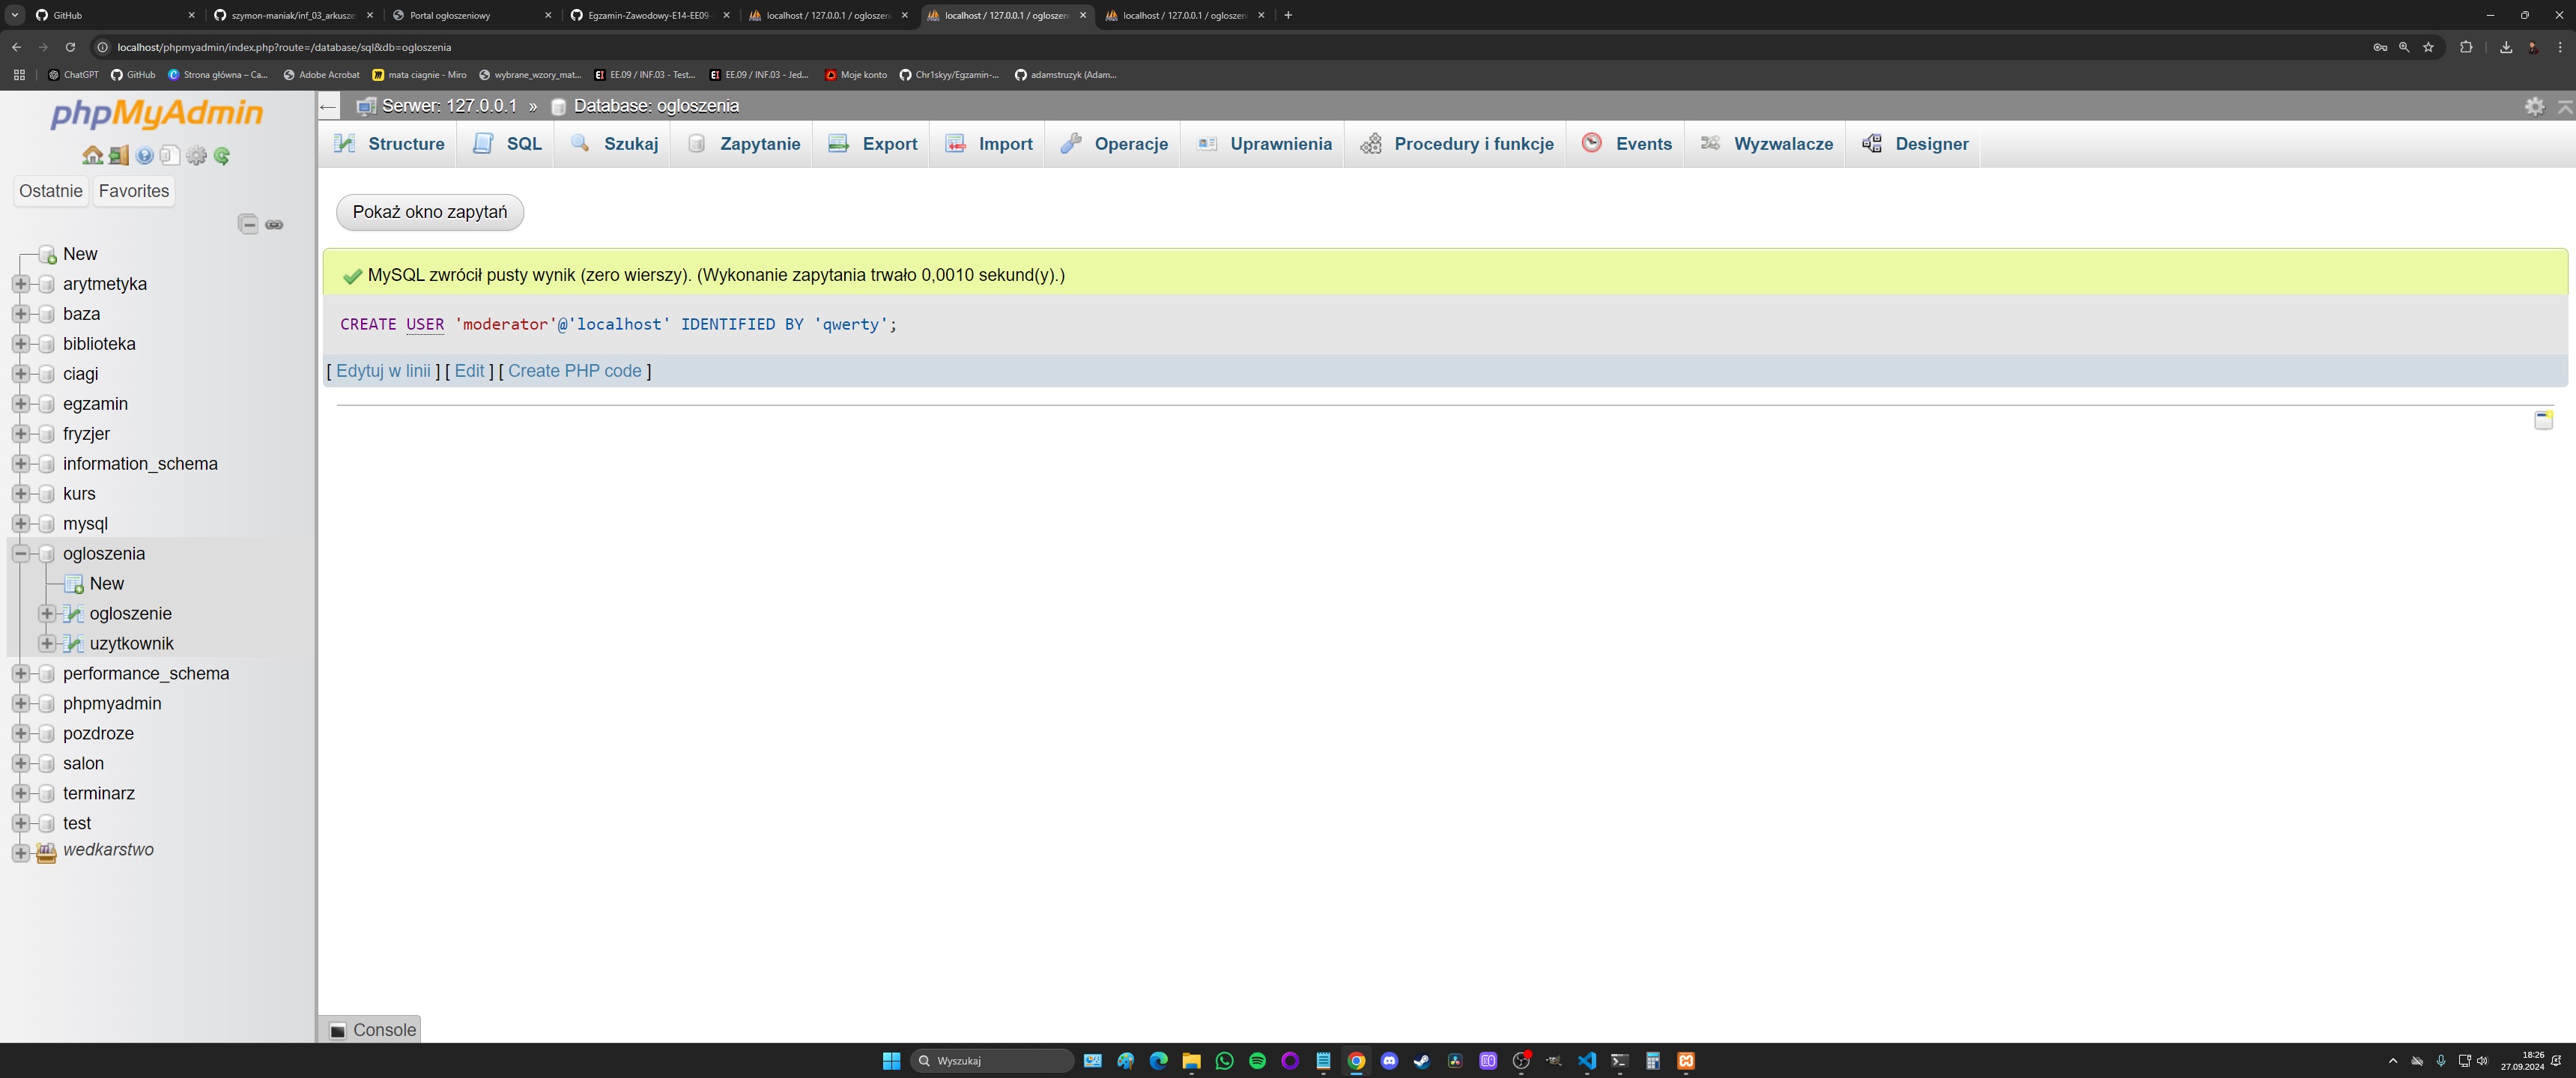 GitHub
szymon-maniak/inf_03_arkusze
Portal ogłoszeniowy
Egzamin-Zawodowy-E14-EE09-
localhost / 127.0.0.1 / ogloszen
localhost / 127.0.0.1 / ogloszen
localhost / 127.0.0.1 / ogloszen
localhost/phpmyadmin/index.php?route=/database/sql&db=ogloszenia
ChatGPT
GitHub
Strona główna – Ca...
Adobe Acrobat
mata ciagnie - Miro
wybrane_wzory_mat...
EE.09 / INF.03 - Test...
EE.09 / INF.03 - Jed...
Moje konto
Chr1skyy/Egzamin-...
adamstruzyk (Adam...
phpMyAdmin
Ostatnie
Favorites
New
arytmetyka
baza
biblioteka
ciagi
egzamin
fryzjer
information_schema
kurs
mysql
ogloszenia
New
ogloszenie
uzytkownik
performance_schema
phpmyadmin
pozdroze
salon
terminarz
test
wedkarstwo
Serwer: 127.0.0.1 » Database: ogloszenia
Structure
SQL
Szukaj
Zapytanie
Export
Import
Operacje
Uprawnienia
Procedury i funkcje
Events
Wyzwalacze
Designer
Pokaż okno zapytań
MySQL zwrócił pusty wynik (zero wierszy). (Wykonanie zapytania trwało 0,0010 sekund(y).)
CREATE USER 'moderator'@'localhost' IDENTIFIED BY 'qwerty';
[ Edytuj w linii ] [ Edit ] [ Create PHP code ]
Console
Wyszukaj
18:26
27.09.2024